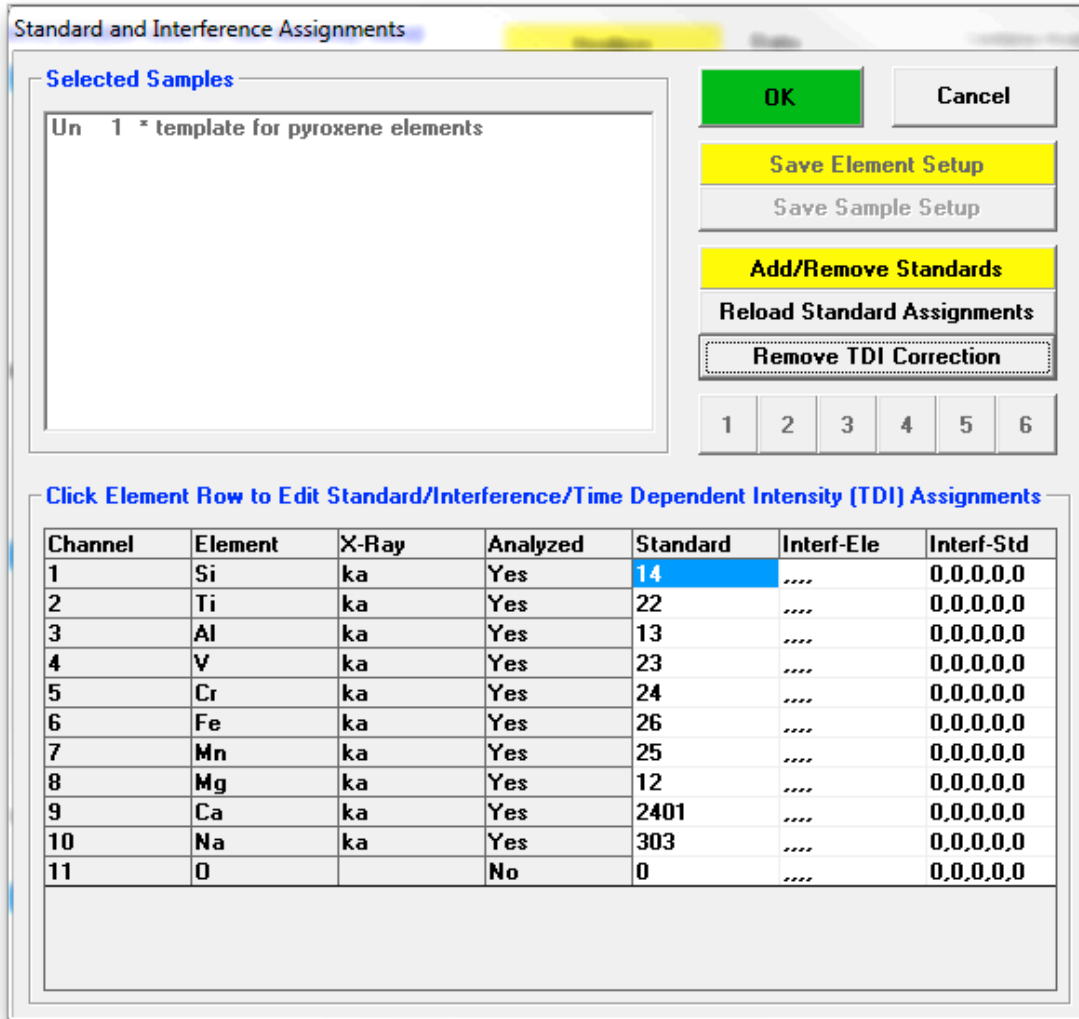 Standard and Interference Assignments
Selected Samples
Un 1 * template for pyroxene elements
OK
Cancel
Save Element Setup
Save Sample Setup
Add/Remove Standards
Reload Standard Assignments
Remove TDI Correction
1 2 3 4 5 6
Click Element Row to Edit Standard/Interference/Time Dependent Intensity (TDI) Assignments
Channel Element X-Ray Analyzed Standard Interf-Ele Interf-Std
1 Si ka Yes 14 ,,,, 0,0,0,0,0
2 Ti ka Yes 22 ,,,, 0,0,0,0,0
3 Al ka Yes 13 ,,,, 0,0,0,0,0
4 V ka Yes 23 ,,,, 0,0,0,0,0
5 Cr ka Yes 24 ,,,, 0,0,0,0,0
6 Fe ka Yes 26 ,,,, 0,0,0,0,0
7 Mn ka Yes 25 ,,,, 0,0,0,0,0
8 Mg ka Yes 12 ,,,, 0,0,0,0,0
9 Ca ka Yes 2401 ,,,, 0,0,0,0,0
10 Na ka Yes 303 ,,,, 0,0,0,0,0
11 O No 0 ,,,, 0,0,0,0,0